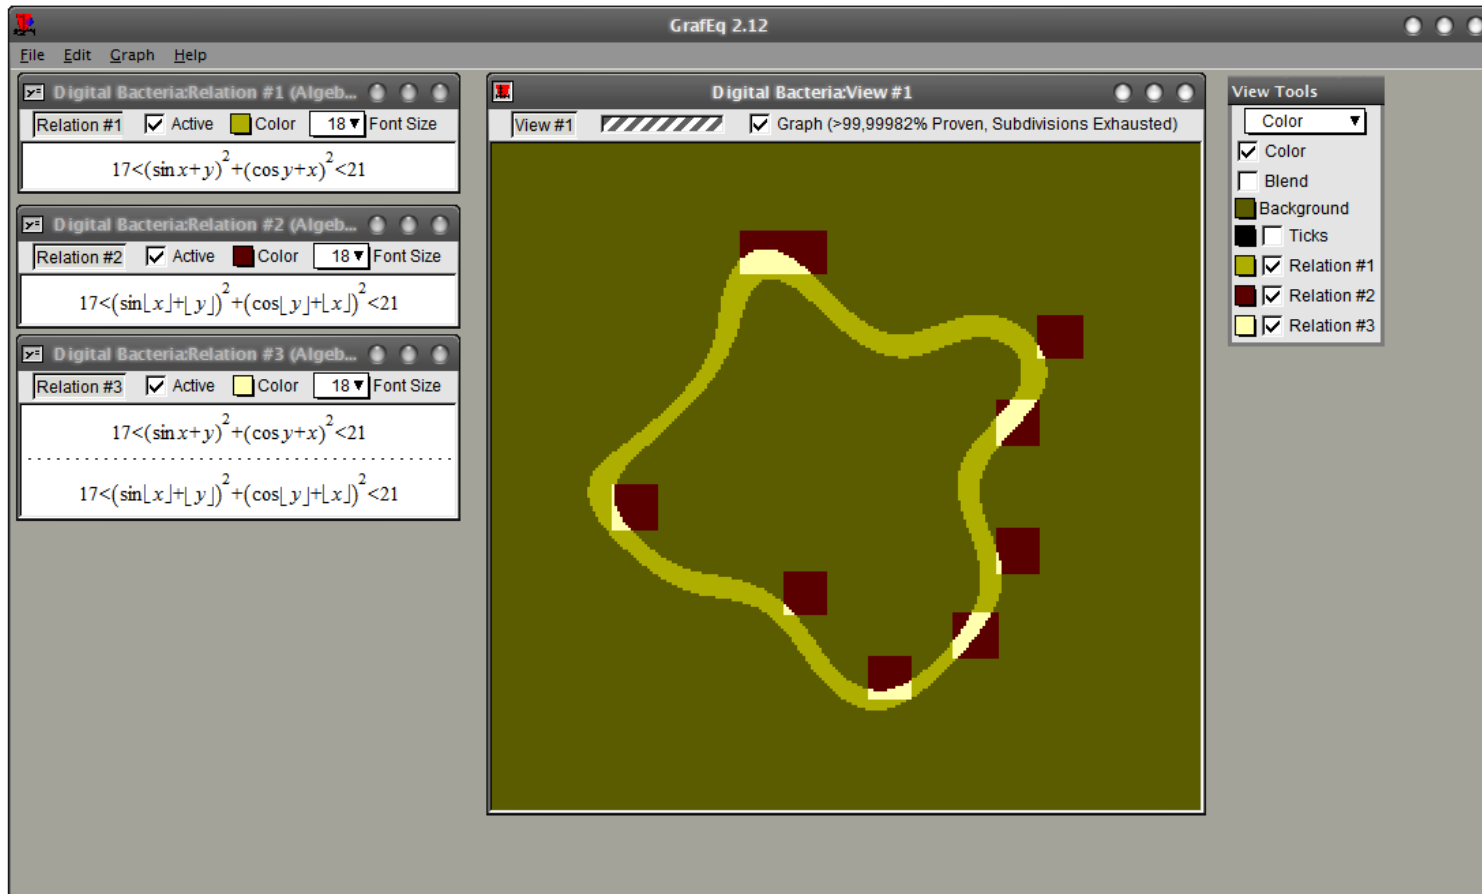 GrafEq 2.12
File Edit Graph Help
Digital Bacteria:Relation #1 (Algeb...
Relation #1 Active Color 18 Font Size
17<(sin x+y)²+(cos y+x)²<21
Digital Bacteria:Relation #2 (Algeb...
Relation #2 Active Color 18 Font Size
17<(sin⌊x⌋+⌊y⌋)²+(cos⌊y⌋+⌊x⌋)²<21
Digital Bacteria:Relation #3 (Algeb...
Relation #3 Active Color 18 Font Size
17<(sin x+y)²+(cos y+x)²<21
17<(sin⌊x⌋+⌊y⌋)²+(cos⌊y⌋+⌊x⌋)²<21
Digital Bacteria:View #1
View #1 Graph (>99,99982% Proven, Subdivisions Exhausted)
View Tools
Color
Color
Blend
Background
Ticks
Relation #1
Relation #2
Relation #3